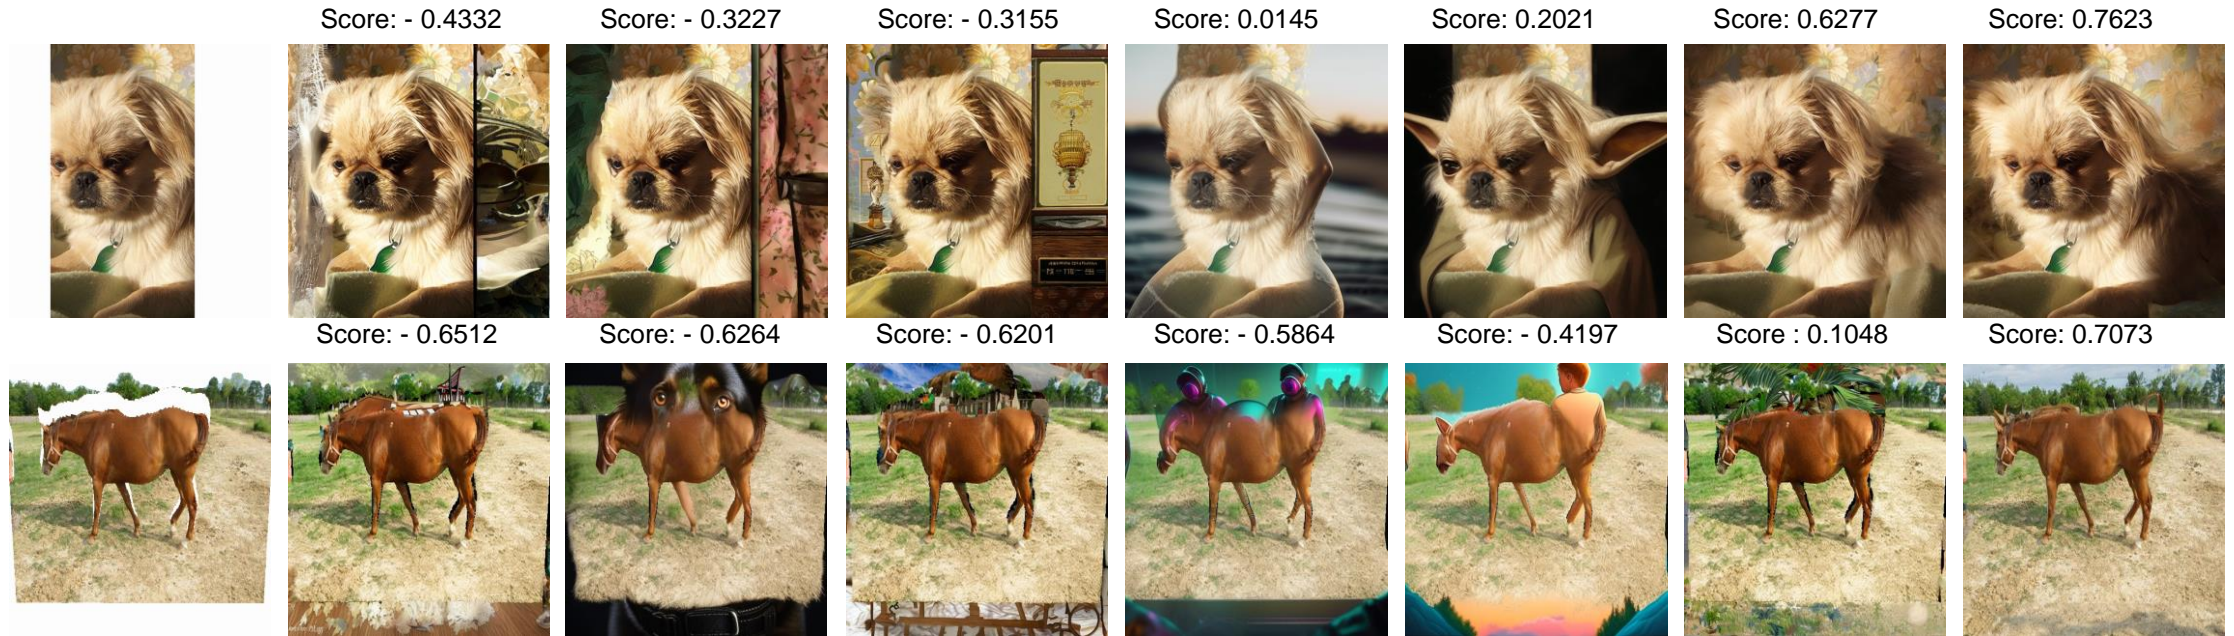 Score: - 0.4332
Score: - 0.3227
Score: - 0.3155
Score: 0.0145
Score: 0.2021
Score: 0.6277
Score: 0.7623
Score: - 0.6512
Score: - 0.6264
Score: - 0.6201
Score: - 0.5864
Score: - 0.4197
Score : 0.1048
Score: 0.7073